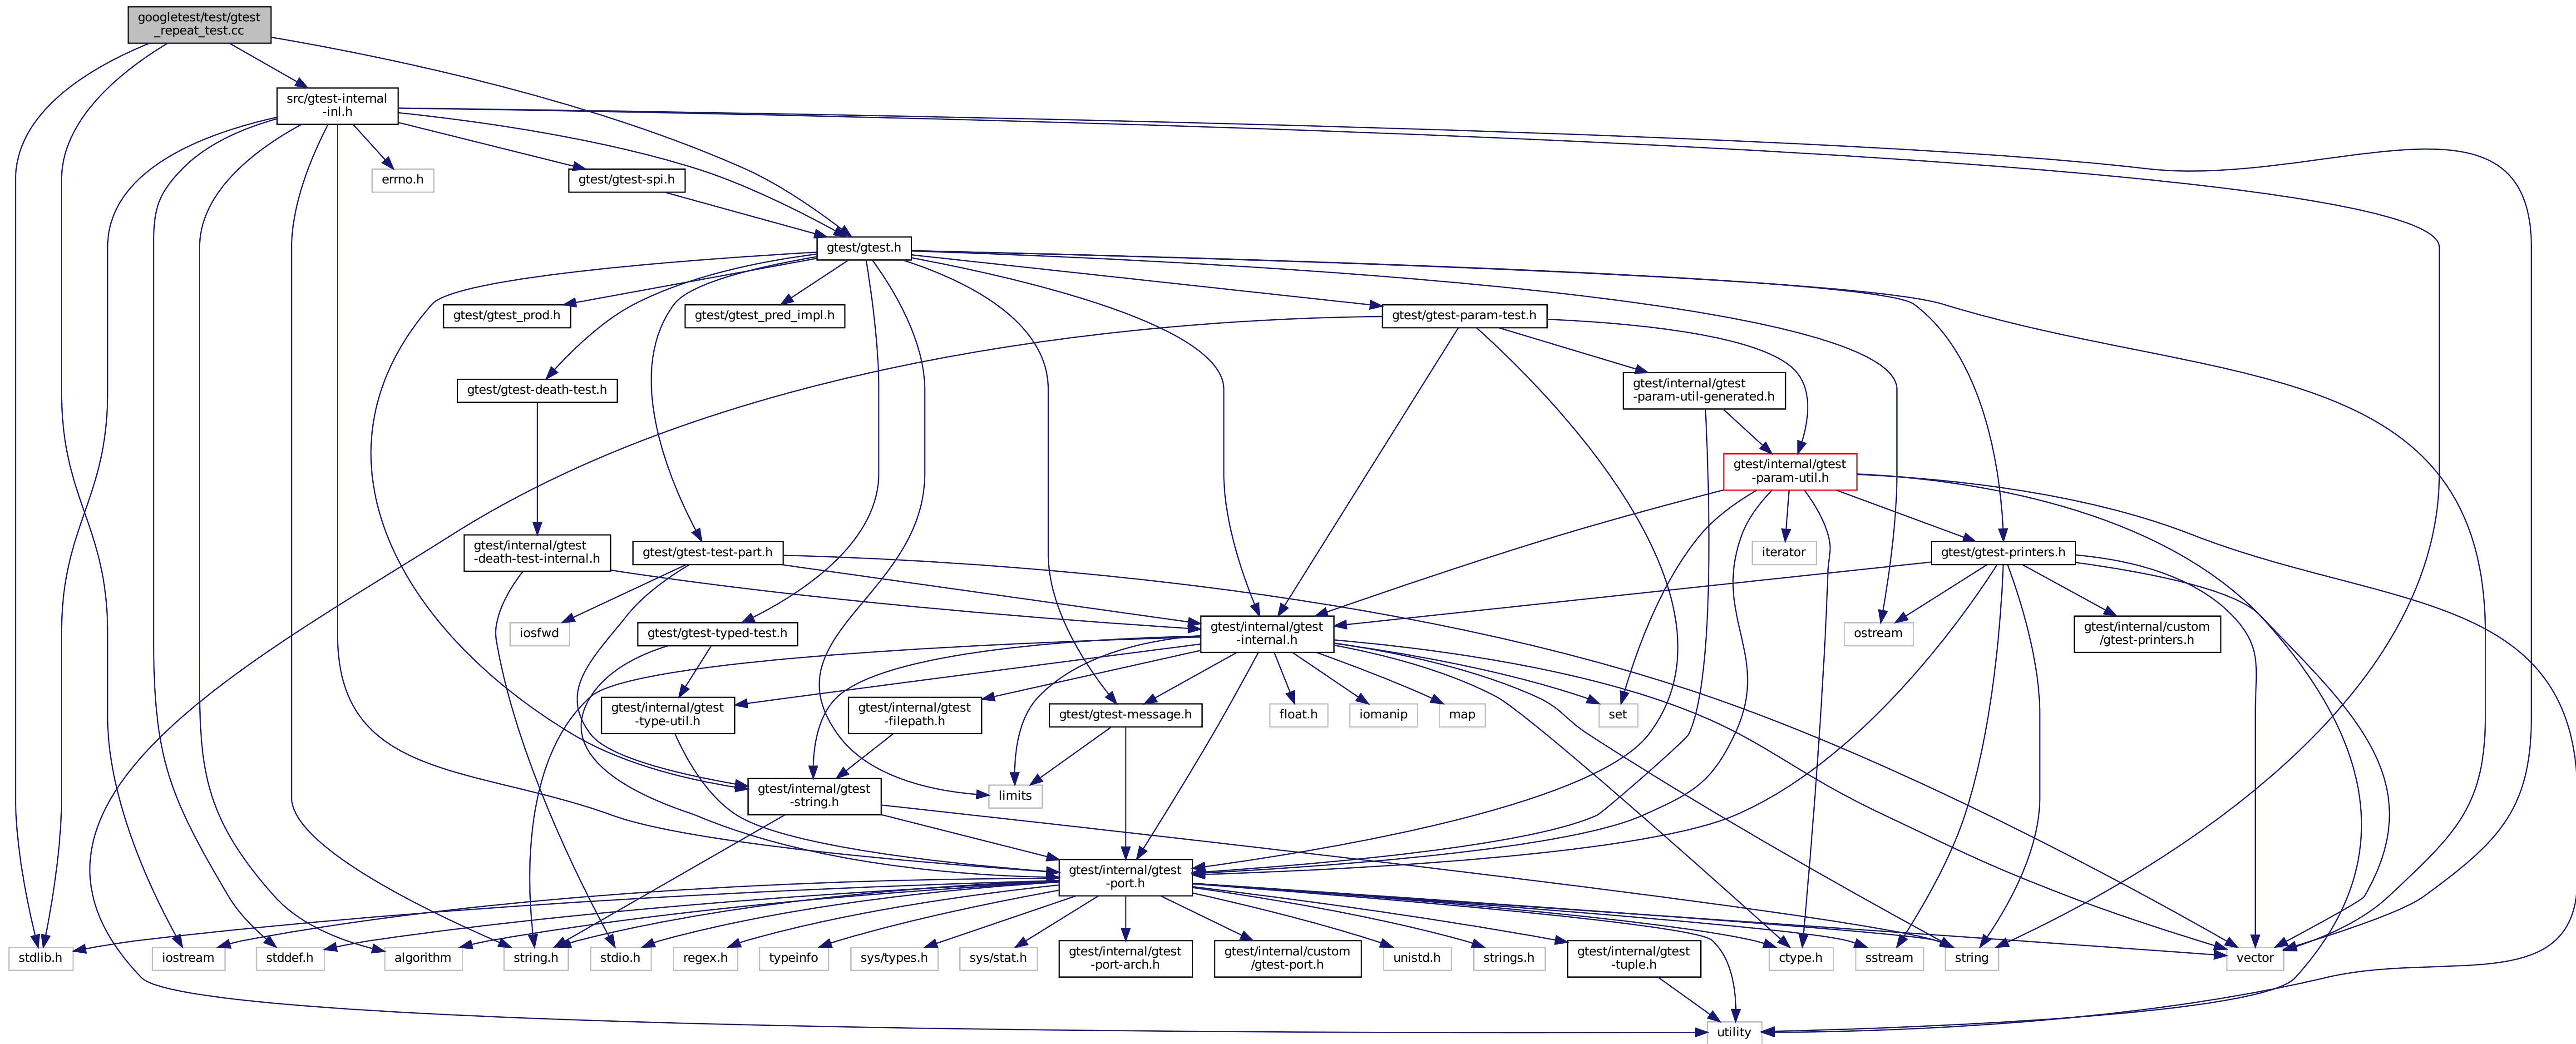 googletest/test/gtest
_repeat_test.cc
src/gtest-internal
-inl.h
errno.h
gtest/gtest-spi.h
gtest/gtest.h
gtest/gtest_prod.h
gtest/gtest_pred_impl.h
gtest/gtest-param-test.h
gtest/gtest-death-test.h
gtest/internal/gtest
-param-util-generated.h
gtest/internal/gtest
-param-util.h
gtest/internal/gtest
-death-test-internal.h
gtest/gtest-test-part.h
iterator
gtest/gtest-printers.h
iosfwd
gtest/gtest-typed-test.h
gtest/internal/gtest
-internal.h
ostream
gtest/internal/custom
/gtest-printers.h
gtest/internal/gtest
-type-util.h
gtest/internal/gtest
-filepath.h
gtest/gtest-message.h
float.h
iomanip
map
set
gtest/internal/gtest
-string.h
limits
gtest/internal/gtest
-port.h
stdlib.h
iostream
stddef.h
algorithm
string.h
stdio.h
regex.h
typeinfo
sys/types.h
sys/stat.h
gtest/internal/gtest
-port-arch.h
gtest/internal/custom
/gtest-port.h
unistd.h
strings.h
gtest/internal/gtest
-tuple.h
ctype.h
sstream
string
vector
utility